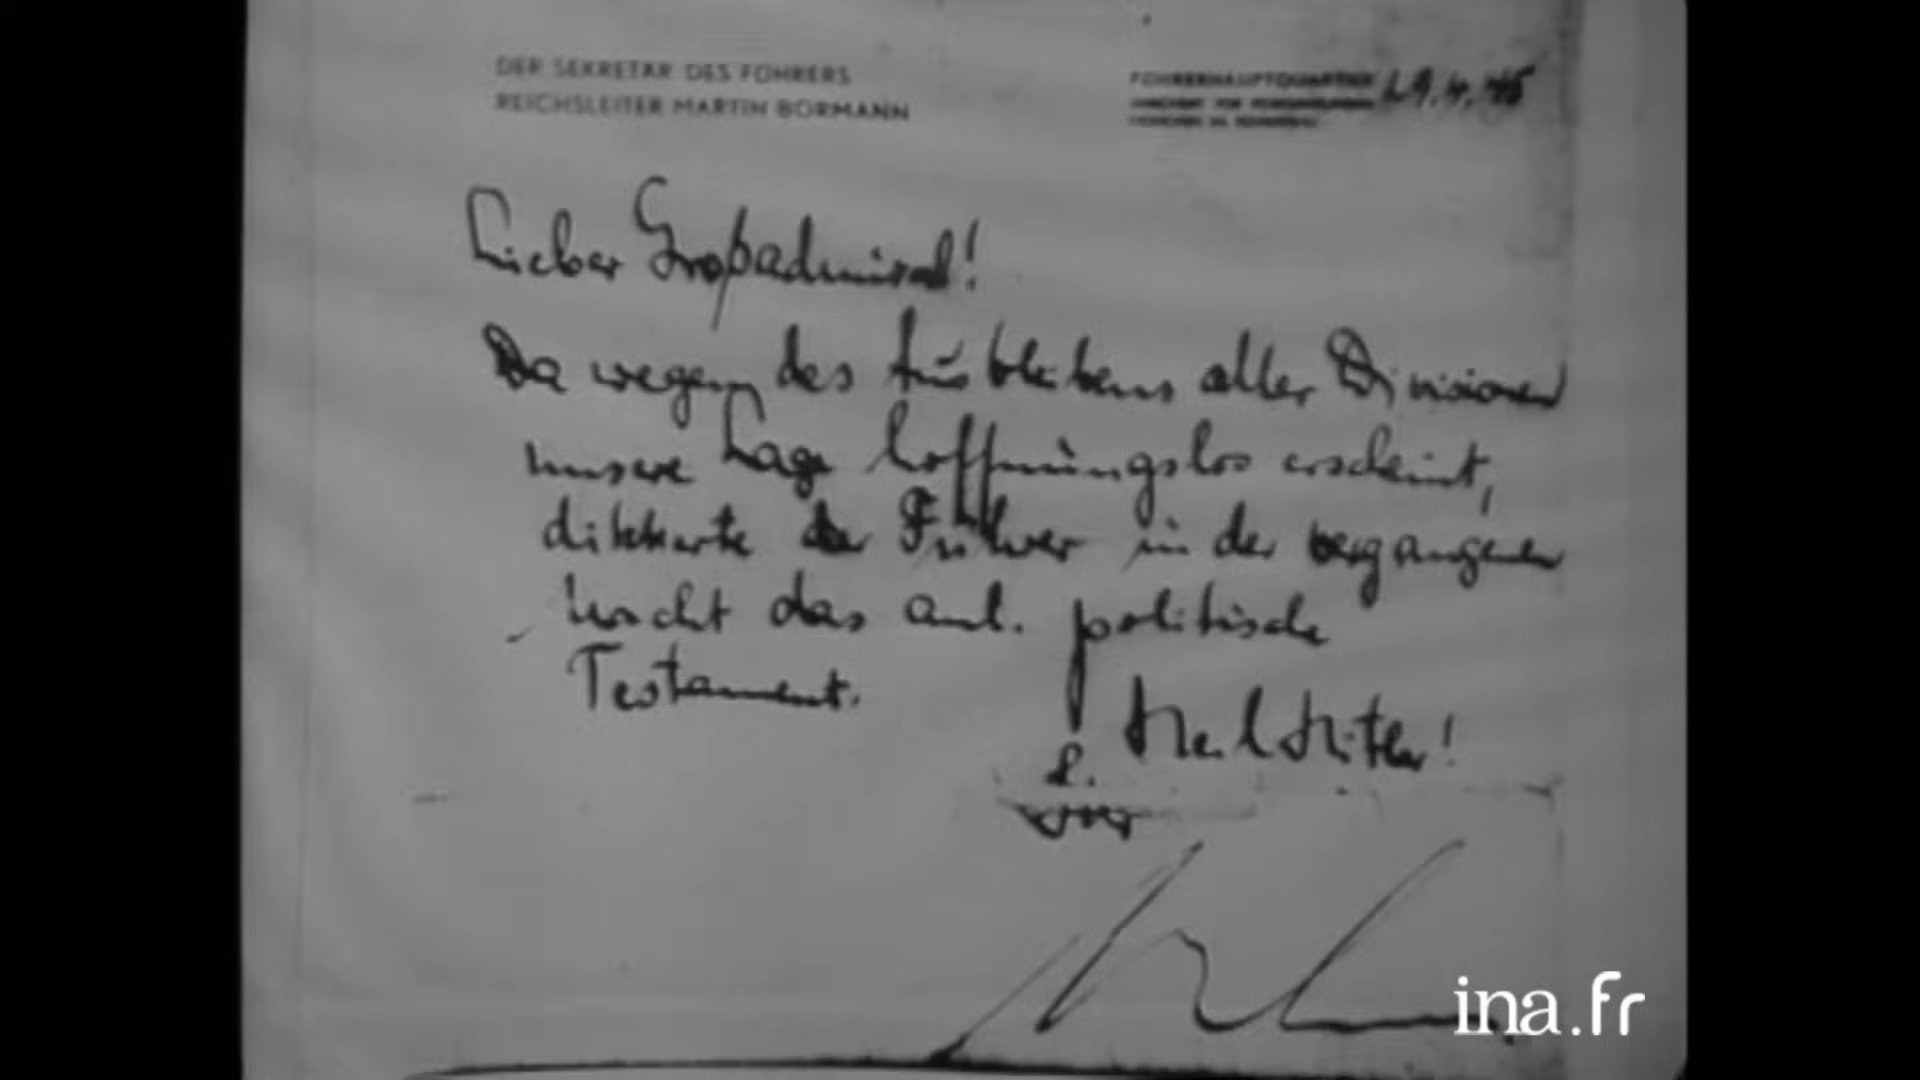 DER SEKRETÄR DES FÜHRERS
REICHSLEITER MARTIN BORMANN
FÜHRERHAUPTQUARTIER 29.4.45
Lieber Großadmiral!
Da wegen des Ausbleibens aller Divisionen
unsere Lage hoffnungslos erscheint,
diktierte der Führer in der vergangenen
Nacht das anl. politische
Testament.
Heil Hitler!
ina.fr